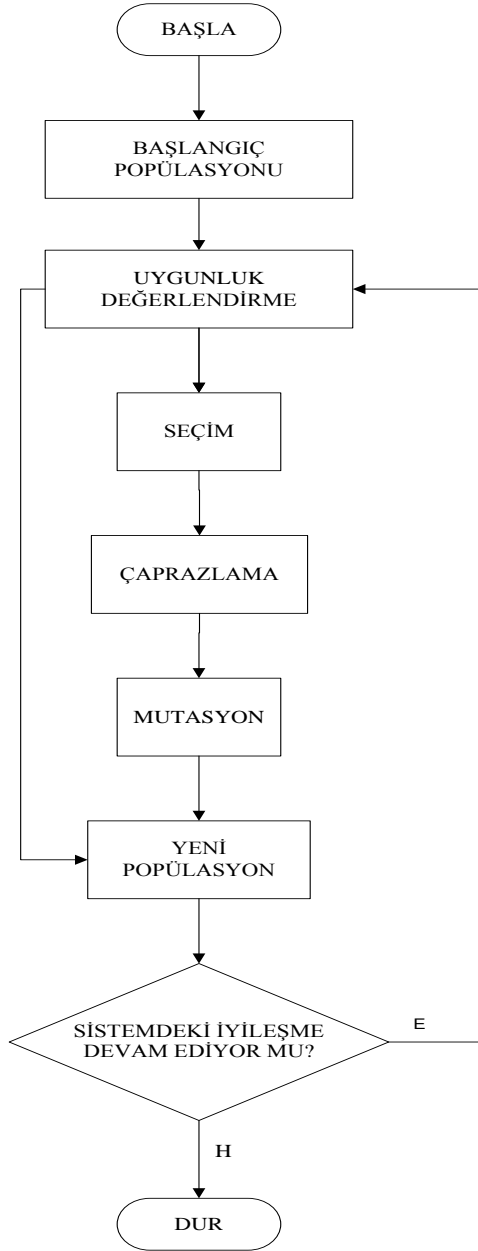 BAŞLA
BAŞLANGIÇ
POPÜLASYONU
UYGUNLUK
DEĞERLENDİRME
SEÇİM
ÇAPRAZLAMA
MUTASYON
YENİ
POPÜLASYON
SİSTEMDEKİ İYİLEŞME
DEVAM EDİYOR MU?
E
H
DUR